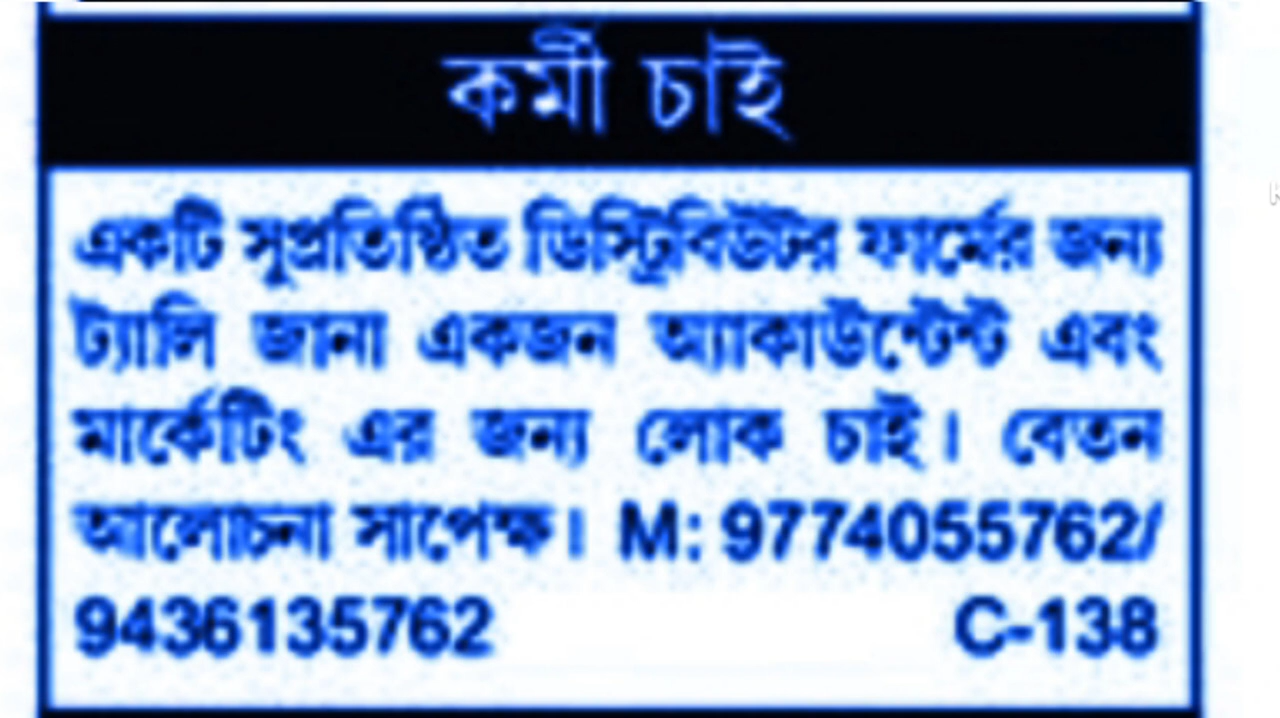 কর্মী চাই
একটি সুপ্রতিষ্ঠিত ডিস্ট্রিবিউটর ফার্মের জন্য
ট্যালি জানা একজন অ্যাকাউন্টেন্ট এবং
মার্কেটিং এর জন্য লোক চাই। বেতন
আলোচনা সাপেক্ষ। M: 9774055762/
9436135762 C-138